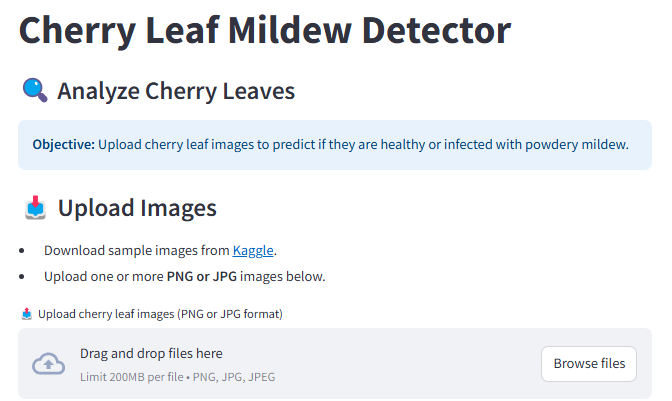 Cherry Leaf Mildew Detector
Analyze Cherry Leaves
Objective: Upload cherry leaf images to predict if they are healthy or infected with powdery mildew.
Upload Images
• Download sample images from Kaggle.
• Upload one or more PNG or JPG images below.
Upload cherry leaf images (PNG or JPG format)
Drag and drop files here
Browse files
Limit 200MB per file • PNG, JPG, JPEG